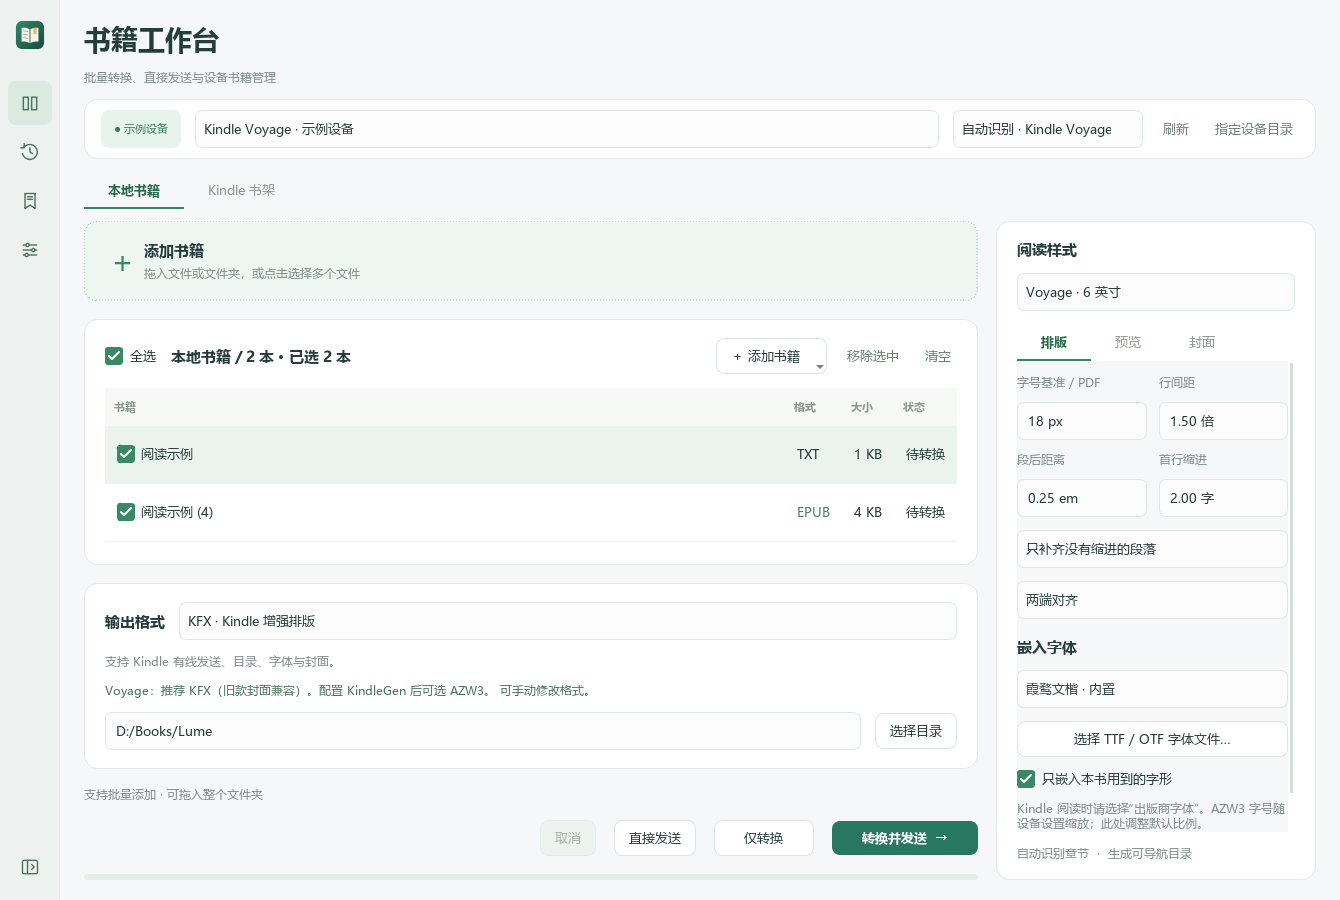 书籍工作台
批量转换、直接发送与设备书籍管理
• 示例设备
Kindle Voyage · 示例设备
自动识别 · Kindle Voyage
刷新
指定设备目录
本地书籍
Kindle 书架
+
添加书籍
拖入文件或文件夹，或点击选择多个文件
全选
本地书籍 / 2 本 · 已选 2 本
+ 添加书籍
移除选中
清空
书籍 格式 大小 状态
阅读示例 TXT 1 KB 待转换
阅读示例 (4) EPUB 4 KB 待转换
输出格式
KFX · Kindle 增强排版
支持 Kindle 有线发送、目录、字体与封面。
Voyage：推荐 KFX（旧款封面兼容）。配置 KindleGen 后可选 AZW3。 可手动修改格式。
D:/Books/Lume
选择目录
支持批量添加 · 可拖入整个文件夹
取消
直接发送
仅转换
转换并发送 →
阅读样式
Voyage · 6 英寸
排版
预览
封面
字号基准 / PDF
行间距
18 px
1.50 倍
段后距离
首行缩进
0.25 em
2.00 字
只补齐没有缩进的段落
两端对齐
嵌入字体
霞鹜文楷 · 内置
选择 TTF / OTF 字体文件...
只嵌入本书用到的字形
Kindle 阅读时请选择“出版商字体”。AZW3 字号随
设备设置缩放；此处调整默认比例。
自动识别章节 · 生成可导航目录